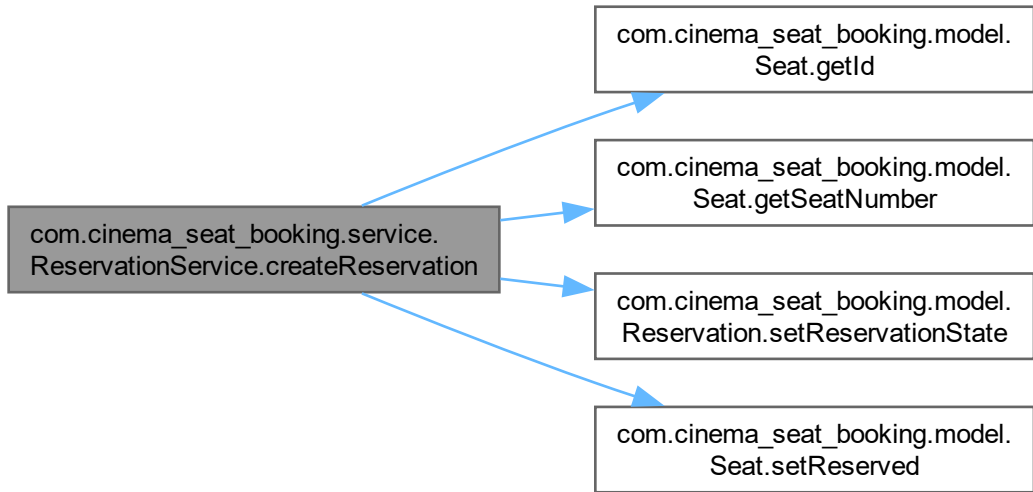 com.cinema_seat_booking.service.
ReservationService.createReservation
com.cinema_seat_booking.model.
Seat.getId
com.cinema_seat_booking.model.
Seat.getSeatNumber
com.cinema_seat_booking.model.
Reservation.setReservationState
com.cinema_seat_booking.model.
Seat.setReserved